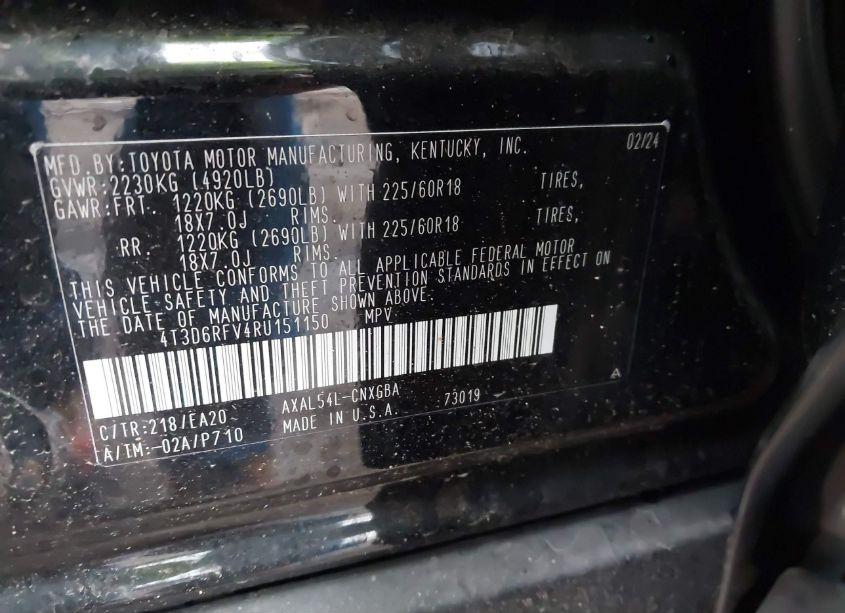 MFD.BY:TOYOTA MOTOR MANUFACTURING, KENTUCKY, INC. 02/24
GVWR:2230KG (4920LB)
GAWR:FRT. 1220KG (2690LB) WITH 225/60R18 TIRES,
18X7.0J RIMS.
RR. 1220KG (2690LB) WITH 225/60R18 TIRES,
18X7.0J RIMS.
THIS VEHICLE CONFORMS TO ALL APPLICABLE FEDERAL MOTOR
VEHICLE SAFETY AND THEFT PREVENTION STANDARDS IN EFFECT ON
THE DATE OF MANUFACTURE SHOWN ABOVE.
4T3D6RFV4RU151150 MPV
A
C/TR:218/EA20 AXAL54L-CNXGBA 73019
A/TM:-02A/P710 MADE IN U.S.A.